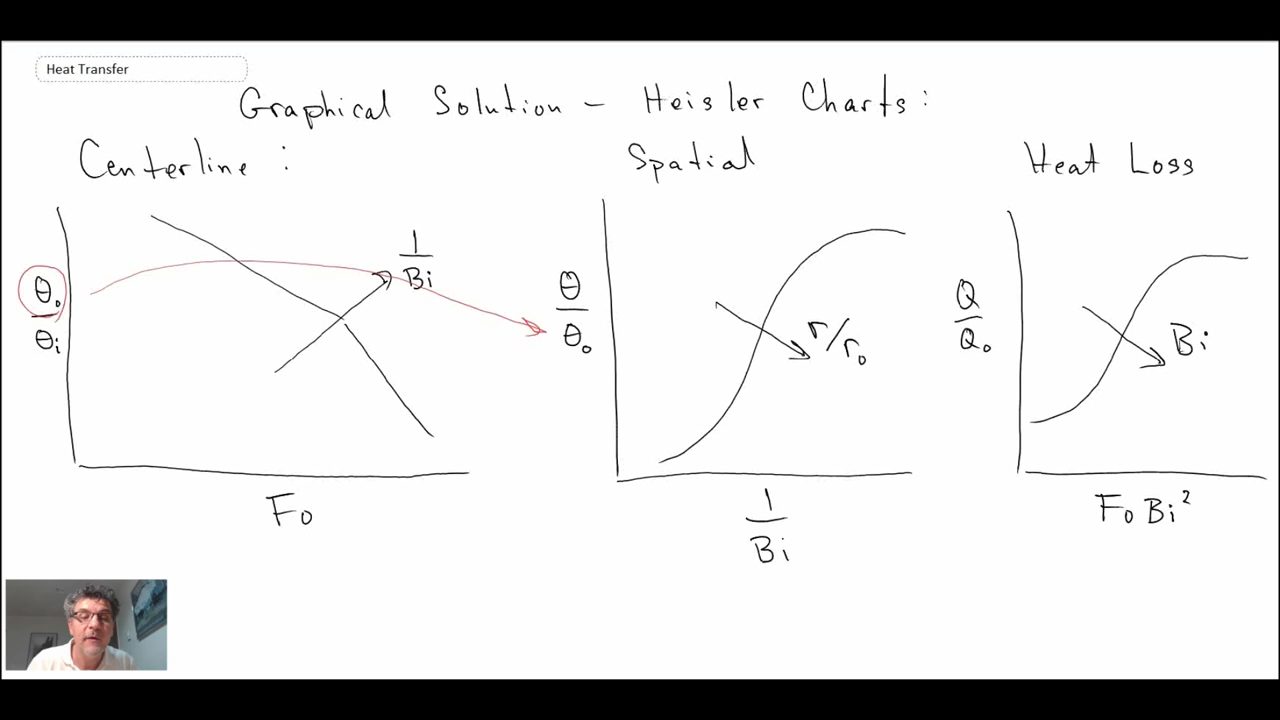 Heat Transfer
Graphical Solution – Heisler Charts:
Centerline:
θ₀
θᵢ
1
Bi
Fo
Spatial
θ
θ₀
r/r₀
1
Bi
Heat Loss
Q
Q₀
Bi
Fo Bi²